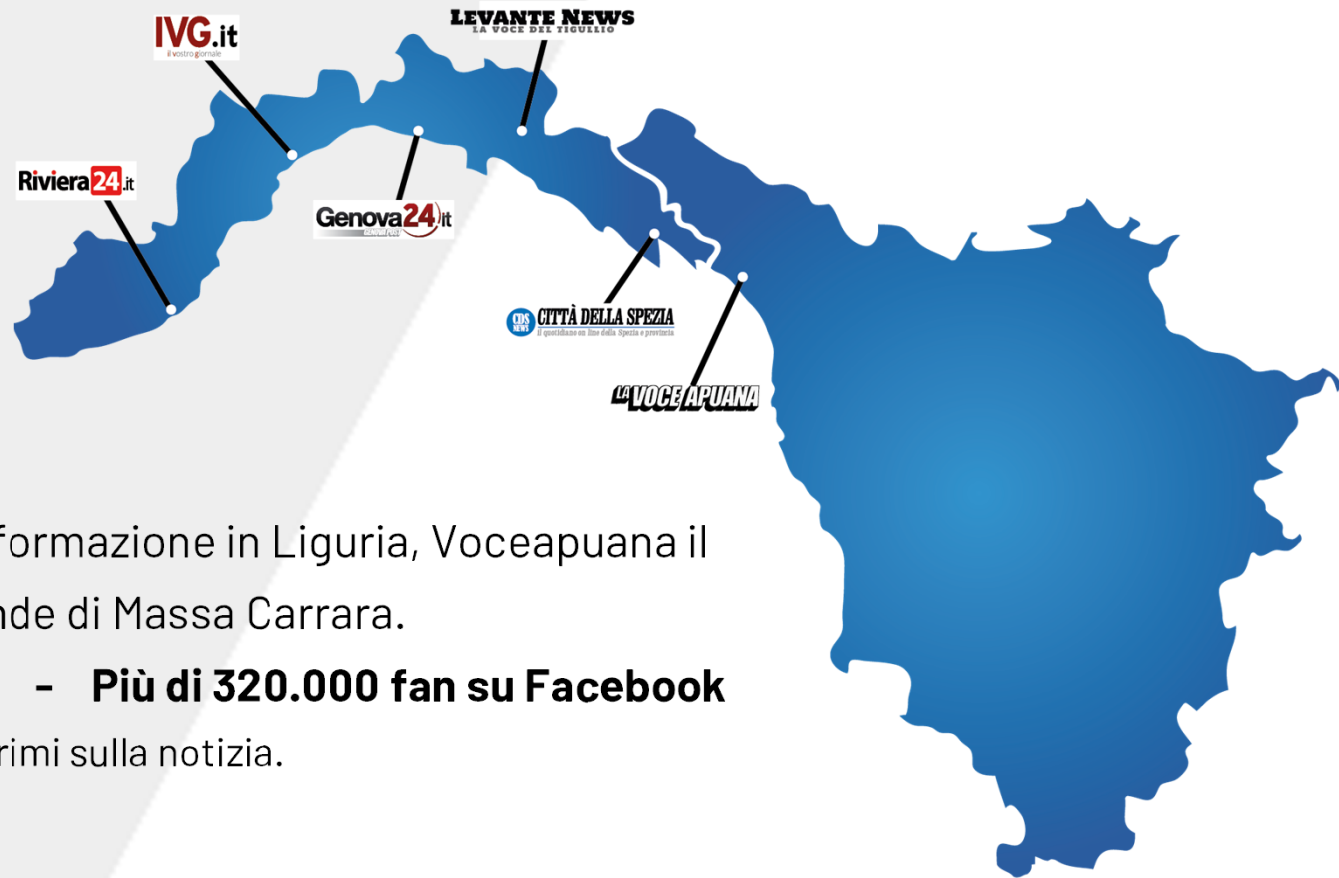 LEVANTE NEWS
LA VOCE DEL TIGULLIO
IVG.it
il vostro giornale
Riviera24.it
Genova24.it
GENOVA POST
CDS NEWS
CITTÀ DELLA SPEZIA
Il quotidiano on line della Spezia e provincia
LA VOCE APUANA
formazione in Liguria, Voceapuana il
nde di Massa Carrara.
- Più di 320.000 fan su Facebook
rimi sulla notizia.